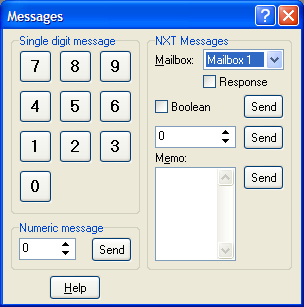 Messages
Single digit message
7 8 9
4 5 6
1 2 3
0
Numeric message
0 Send
Help
NXT Messages
Mailbox: Mailbox 1
Response
Boolean Send
0 Send
Memo:
Send